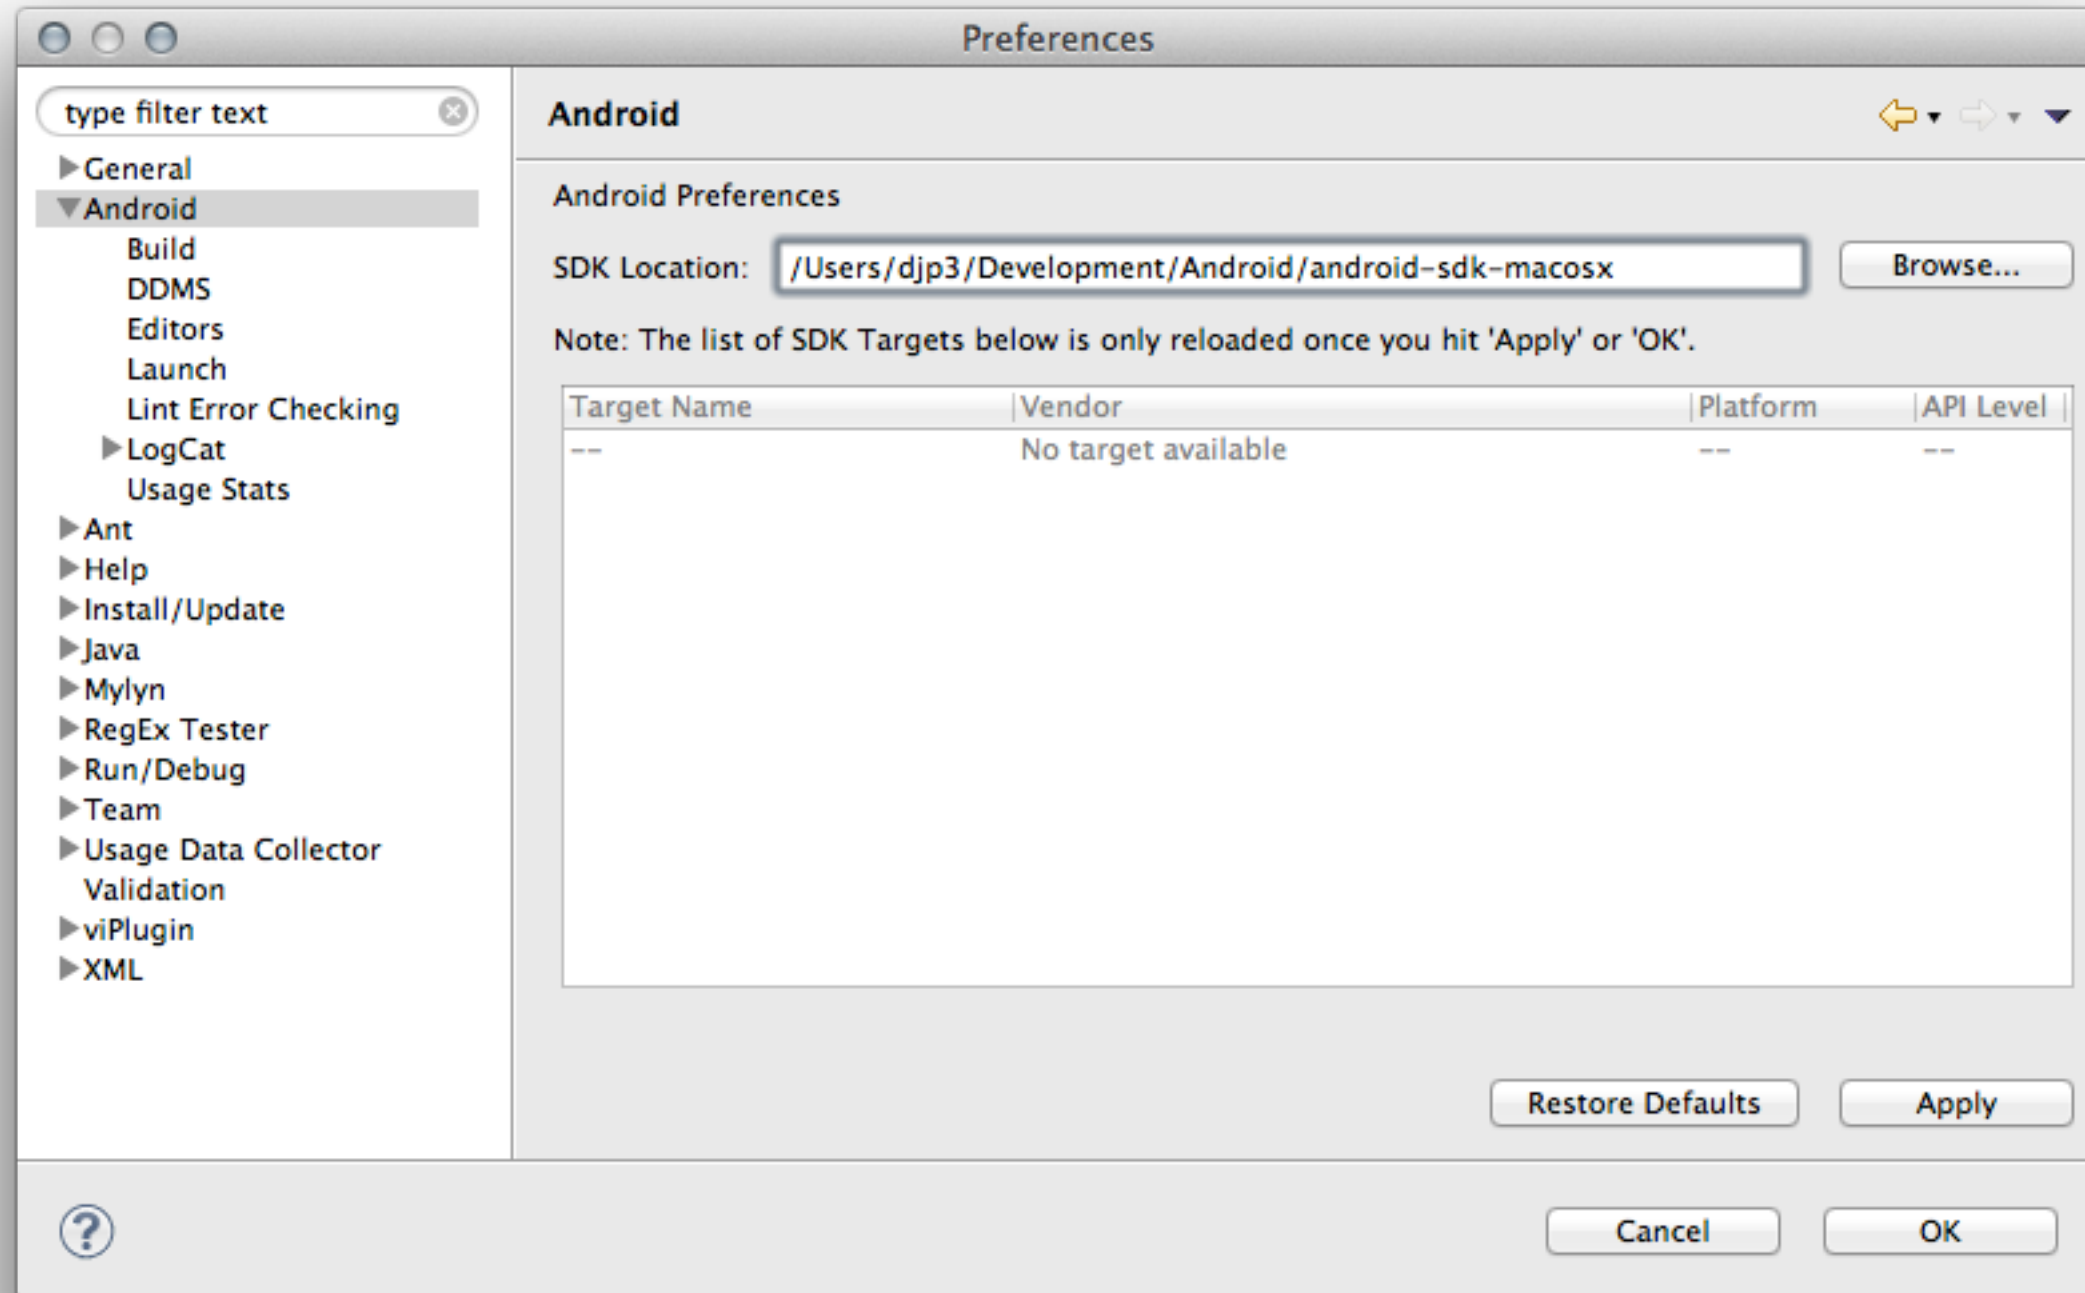 Preferences
type filter text
General
Android
Build
DDMS
Editors
Launch
Lint Error Checking
LogCat
Usage Stats
Ant
Help
Install/Update
Java
Mylyn
RegEx Tester
Run/Debug
Team
Usage Data Collector
Validation
viPlugin
XML
Android
Android Preferences
SDK Location: /Users/djp3/Development/Android/android-sdk-macosx Browse...
Note: The list of SDK Targets below is only reloaded once you hit 'Apply' or 'OK'.
Target Name Vendor Platform API Level
-- No target available -- --
Restore Defaults Apply
? Cancel OK